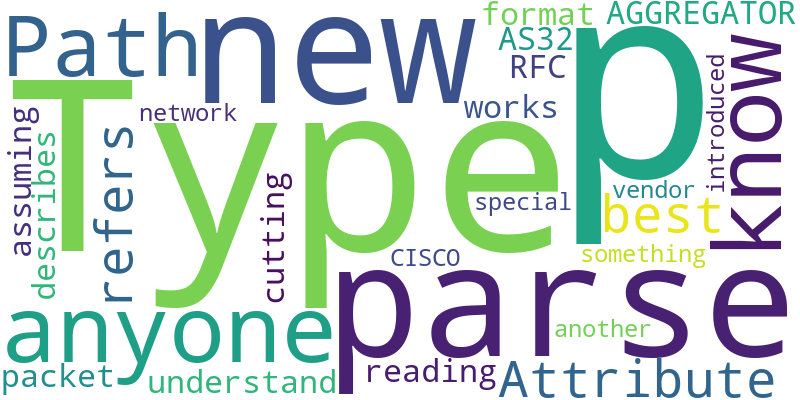 Path
new
p
format
AGGREGATOR
AS32
RFC
Type
network
works
know
introduced
assuming
describes
refers
cutting
special
vendor
best
something
CISCO
parse
anyone
another
packet
understand
reading
Attribute